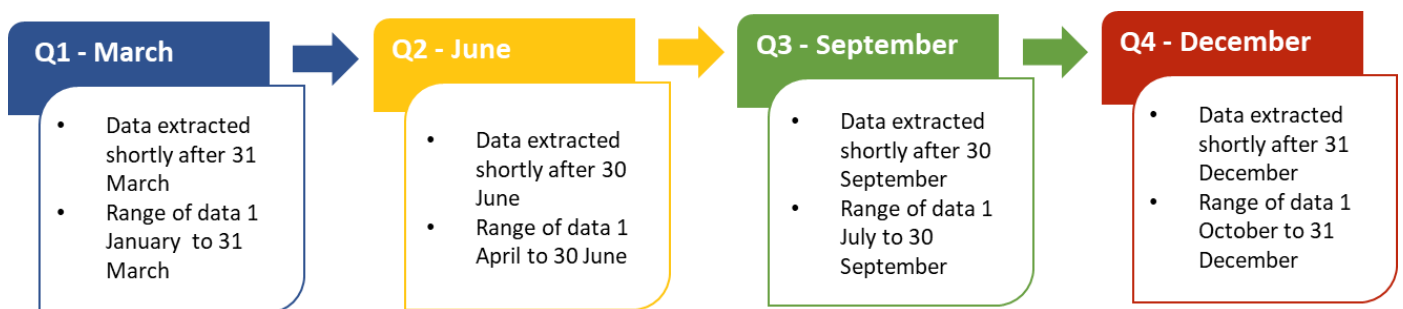 Q1 - March
• Data extracted
shortly after 31
March
• Range of data 1
January to 31
March
Q2 - June
• Data extracted
shortly after 30
June
• Range of data 1
April to 30 June
Q3 - September
• Data extracted
shortly after 30
September
• Range of data 1
July to 30
September
Q4 - December
• Data extracted
shortly after 31
December
• Range of data 1
October to 31
December